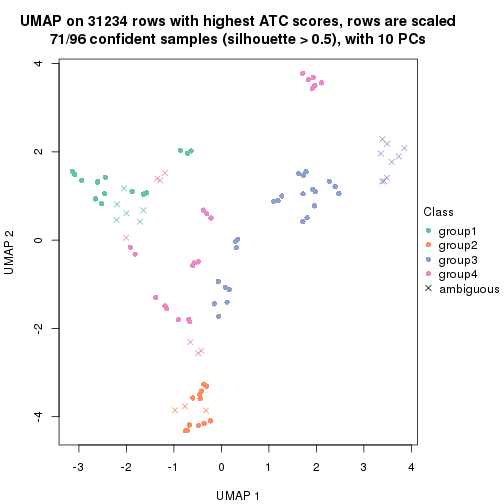 UMAP on 31234 rows with highest ATC scores, rows are scaled
71/96 confident samples (silhouette > 0.5), with 10 PCs
4
2
0
-2
-4
UMAP 2
-3 -2 -1 0 1 2 3 4
UMAP 1
Class
group1
group2
group3
group4
ambiguous